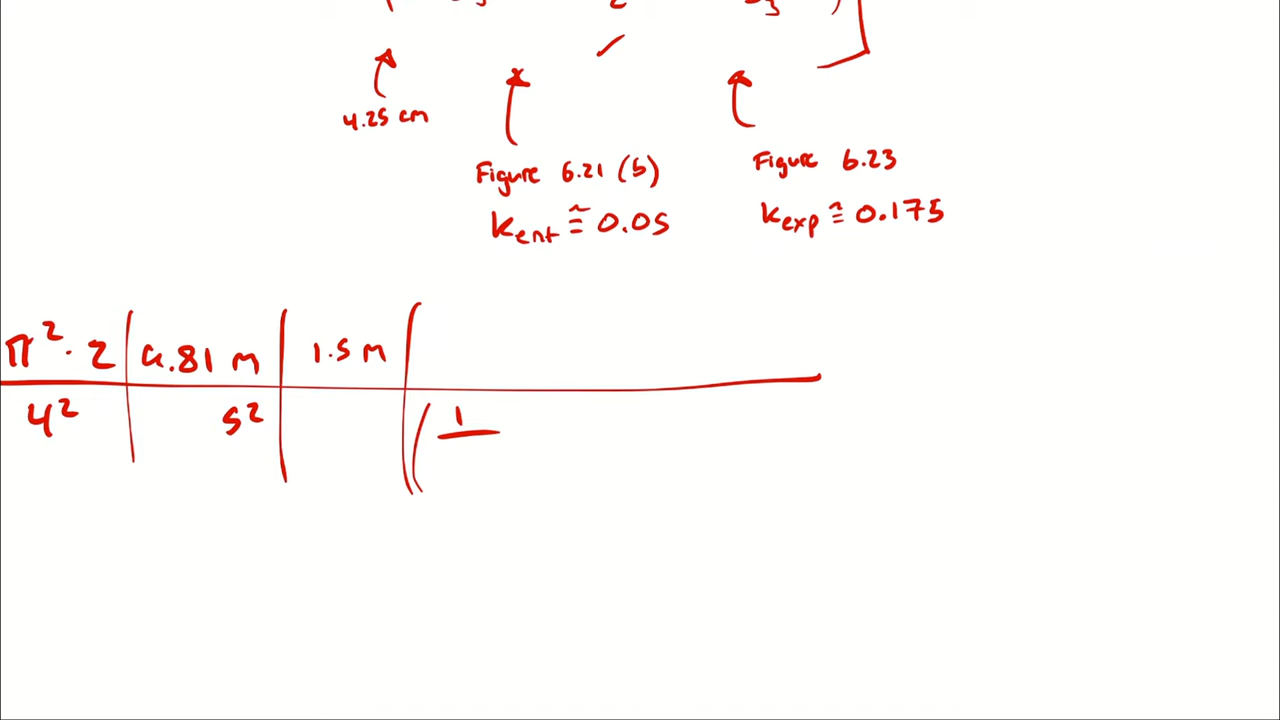 4.25 cm
Figure 6.21 (b)
Figure 6.23
kent ≅ 0.05
kexp ≅ 0.175
π² · 2 | 9.81 m | 1.5 m |
4² | s² | ( 1